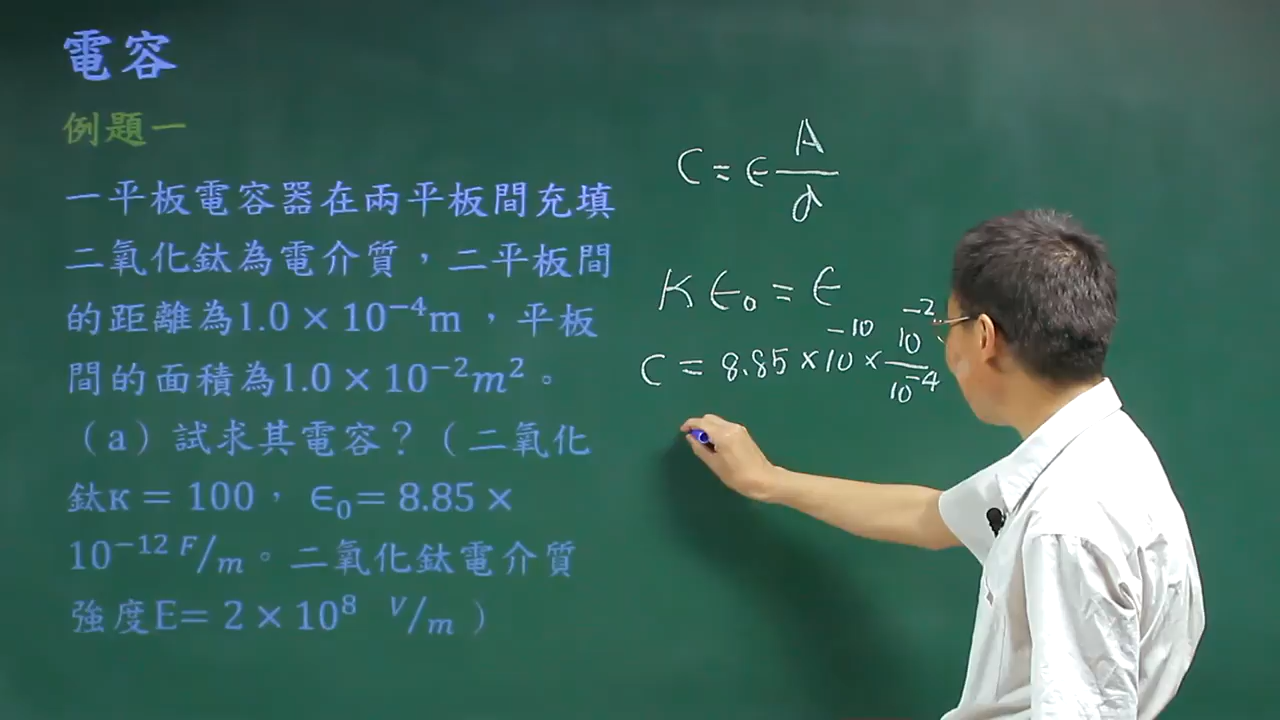 電容
例題一
一平板電容器在兩平板間充填
二氧化鈦為電介質，二平板間
的距離為1.0 × 10⁻⁴m ，平板
間的面積為1.0 × 10⁻²m²。
（a）試求其電容？（二氧化
鈦κ = 100， ϵ₀= 8.85 ×
10⁻¹² F/m。二氧化鈦電介質
強度E= 2 × 10⁸ V/m ）
C = ϵ A/d
K ϵ₀ = ϵ
C = 8.85 × 10⁻¹⁰ × 10⁻²/10⁻⁴